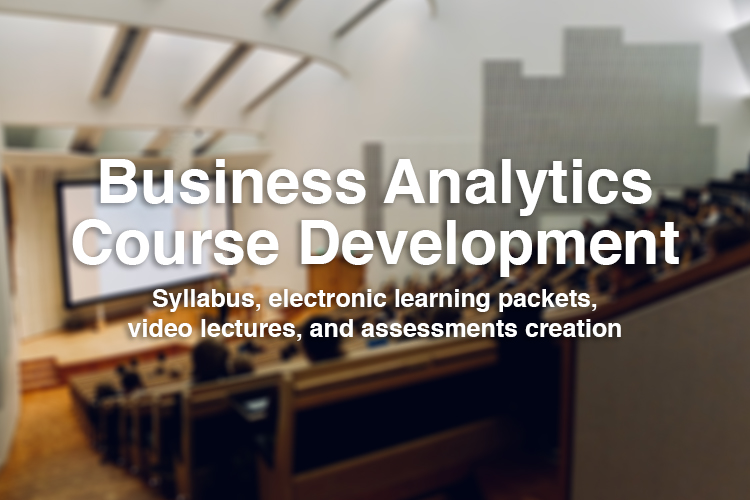 Business Analytics
Course Development
Syllabus, electronic learning packets,
video lectures, and assessments creation